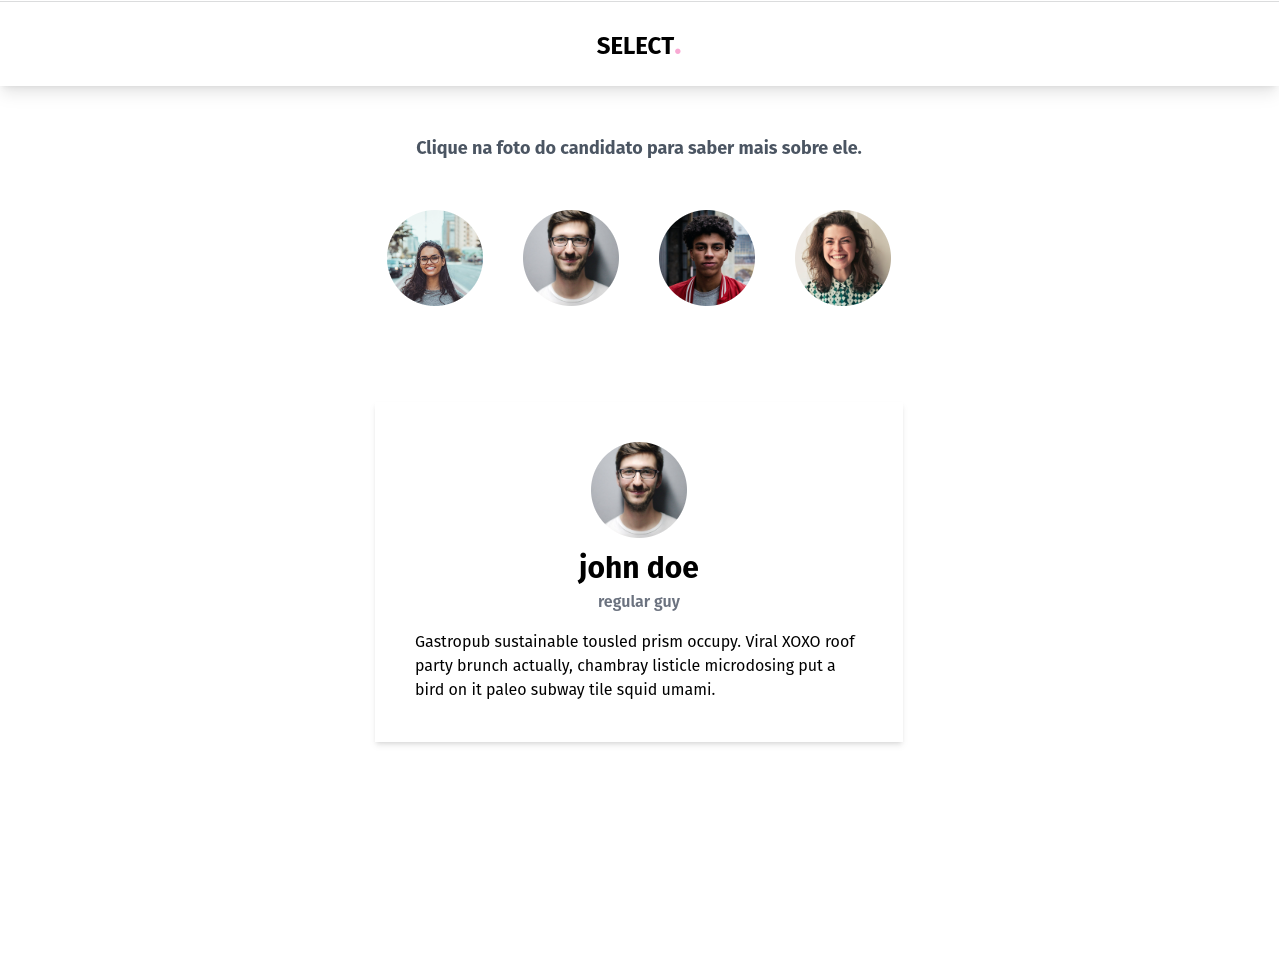 SELECT.
Clique na foto do candidato para saber mais sobre ele.
john doe
regular guy
Gastropub sustainable tousled prism occupy. Viral XOXO roof
party brunch actually, chambray listicle microdosing put a
bird on it paleo subway tile squid umami.